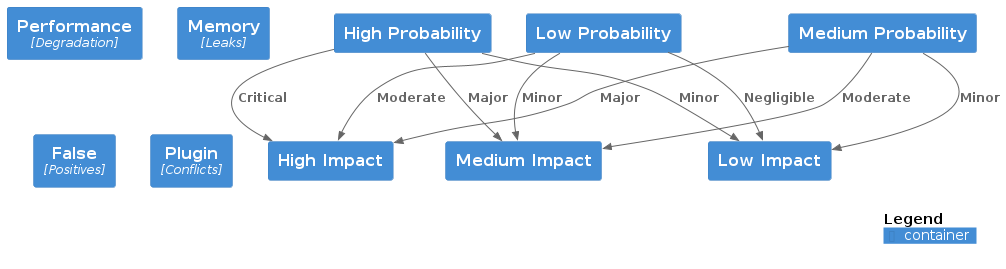 Performance
[Degradation]
Memory
[Leaks]
High Probability
Low Probability
Medium Probability
Critical
Moderate
Major
Minor
Major
Minor
Negligible
Moderate
Minor
False
[Positives]
Plugin
[Conflicts]
High Impact
Medium Impact
Low Impact
Legend
container